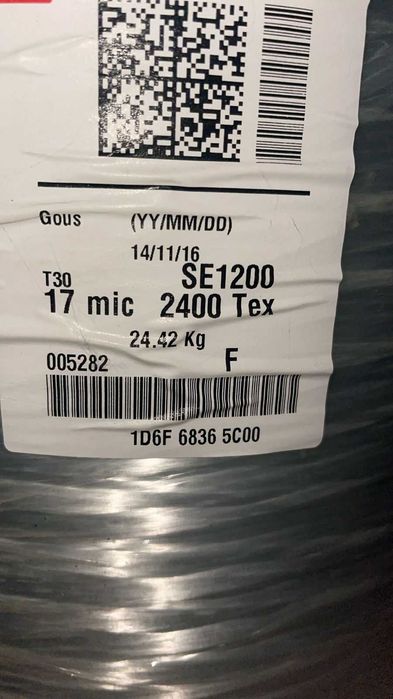 Gous (YY/MM/DD)
14/11/16
T30 SE1200
17 mic 2400 Tex
24.42 Kg
005282 F
1D6F 6836 5C00